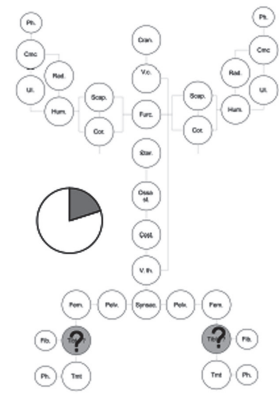 Ph.
Ph.
Cran.
Cmc
Cmc
Rad.
V.c.
Rad.
Ul.
Ul.
Scap.
Scap.
Hum.
Furc.
Hum.
Cor.
Cor.
Ster.
Ossa
st.
Cost.
V. th.
Fem.
Pelv.
Synsac.
Pelv.
Fem.
Fib.
?
?
Fib.
Ph.
Tmt
Tmt
Ph.